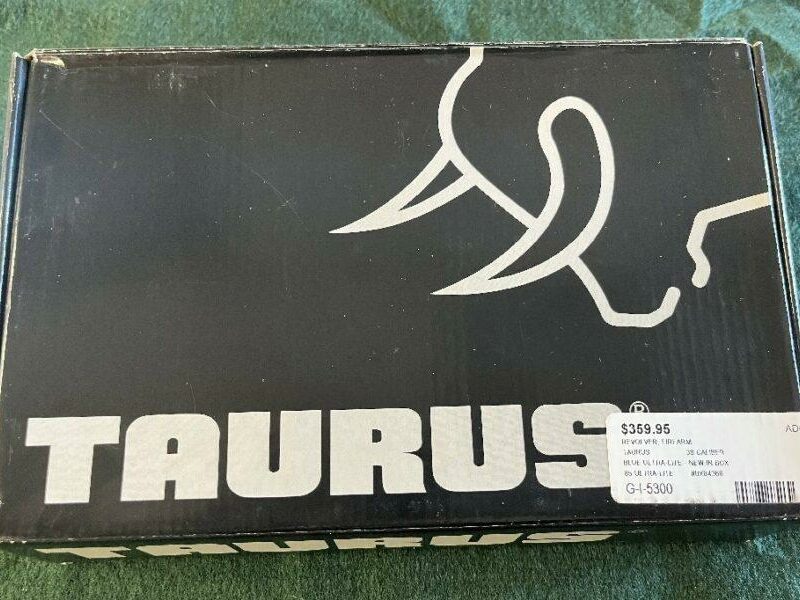 TAURUS®
$359.95
AD
REVOLVER, FIREARM
TAURUS 38 CALIBER
BLUE ULTRA-LITE NEW IN BOX
85 ULTRA-LITE
G-I-5300
TAURUS